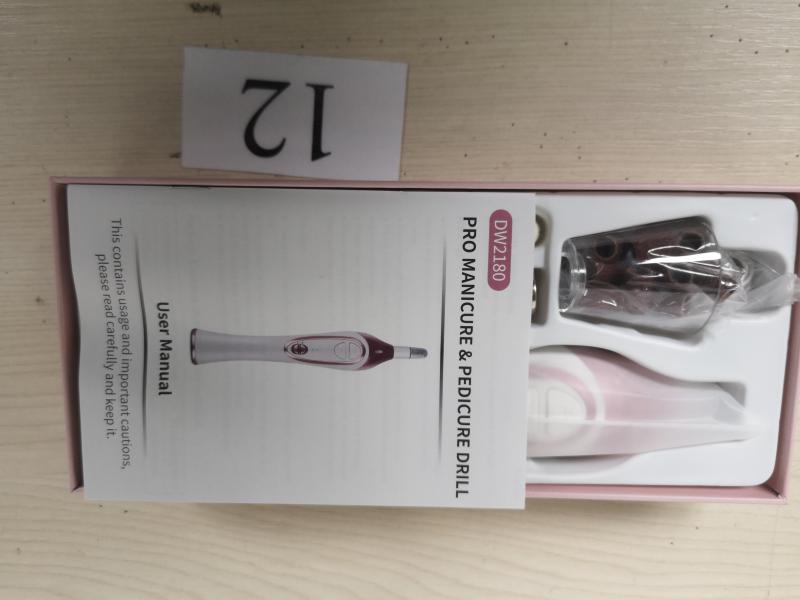 12
DW2180
PRO MANICURE & PEDICURE DRILL
User Manual
This contains usage and important cautions,
please read carefully and keep it.